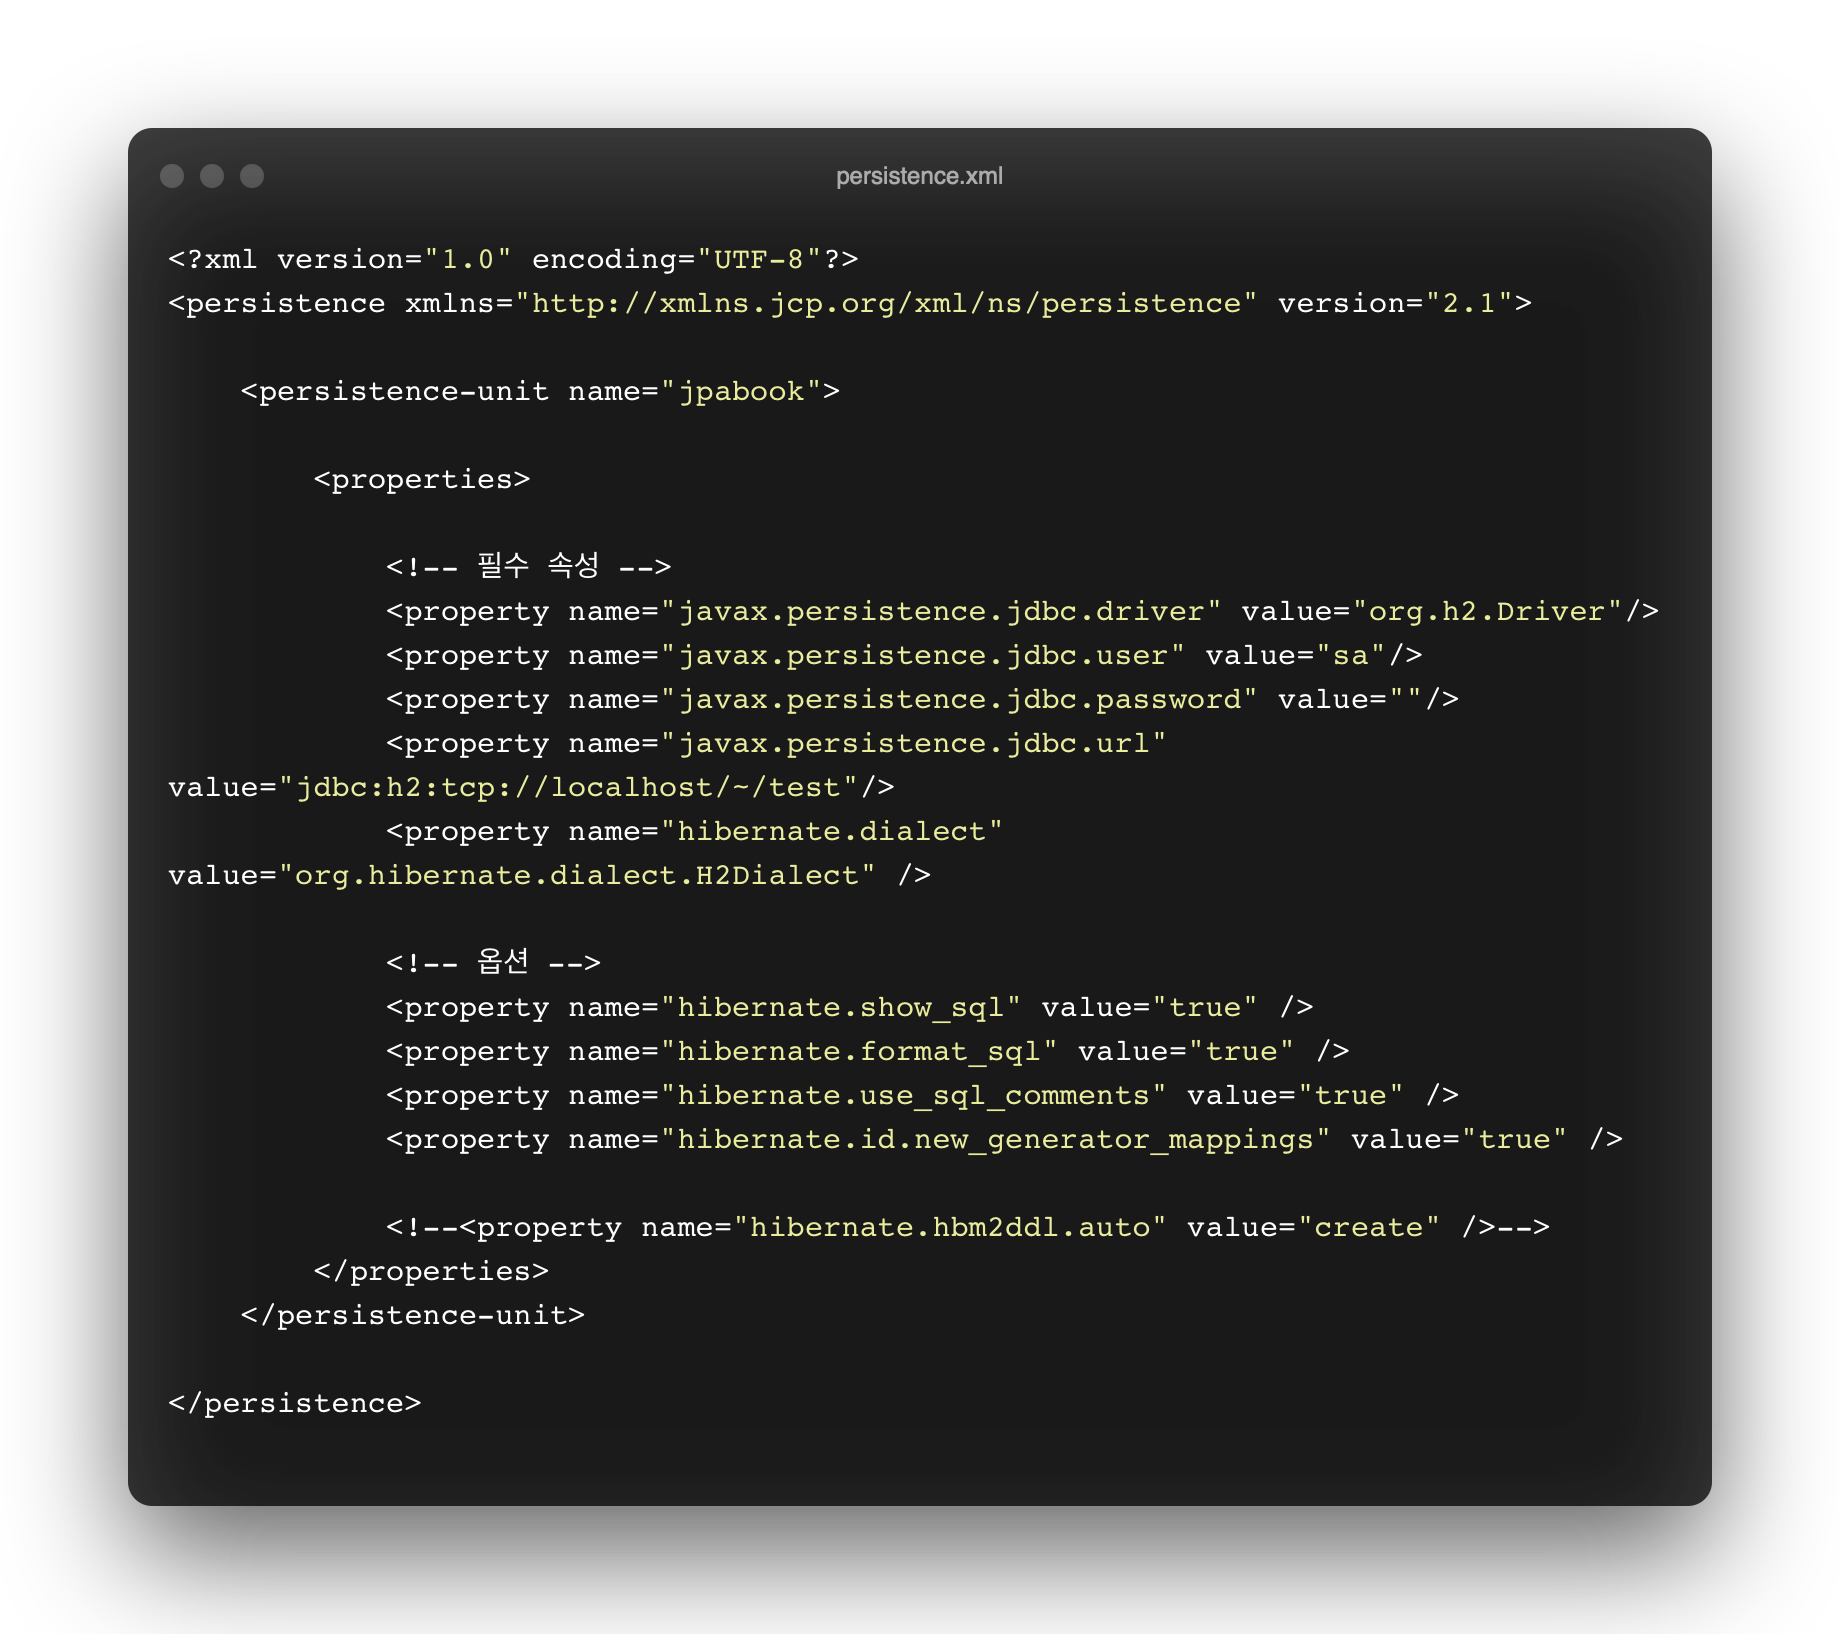 persistence.xml
<?xml version="1.0" encoding="UTF-8"?>
<persistence xmlns="http://xmlns.jcp.org/xml/ns/persistence" version="2.1">
    <persistence-unit name="jpabook">
        <properties>
            <!-- 필수 속성 -->
            <property name="javax.persistence.jdbc.driver" value="org.h2.Driver"/>
            <property name="javax.persistence.jdbc.user" value="sa"/>
            <property name="javax.persistence.jdbc.password" value=""/>
            <property name="javax.persistence.jdbc.url"
value="jdbc:h2:tcp://localhost/~/test"/>
            <property name="hibernate.dialect"
value="org.hibernate.dialect.H2Dialect" />
            <!-- 옵션 -->
            <property name="hibernate.show_sql" value="true" />
            <property name="hibernate.format_sql" value="true" />
            <property name="hibernate.use_sql_comments" value="true" />
            <property name="hibernate.id.new_generator_mappings" value="true" />
            <!--<property name="hibernate.hbm2ddl.auto" value="create" />-->
        </properties>
    </persistence-unit>
</persistence>